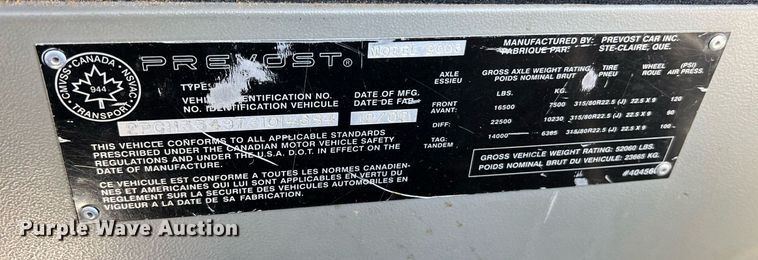 CMVSS - CANADA - NSVAC
944
TRANSPORT
PREVOST®
MODEL 2003
MANUFACTURED BY: PREVOST CAR INC.
FABRIQUE PAR: STE-CLAIRE, QUE.
TYPE
VEHICLE IDENTIFICATION NO.
NO. IDENTIFICATION VEHICULE
DATE OF MFG.
DATE DE FAB.
THIS VEHICLE CONFORMS TO ALL APPLICABLE STANDARDS
PRESCRIBED UNDER THE CANADIAN MOTOR VEHICLE SAFETY
REGULATIONS AND UNDER THE U.S.A. D.O.T. IN EFFECT ON THE
DATE OF MANUFACTURE.
CE VEHICULE EST CONFORME A TOUTES LES NORMES CANADIEN-
NES ET AMERICAINES QUI LUI SONT APPLICABLES EN VERTU DU
REGLEMENT SUR LA SECURITE DES VEHICULES AUTOMOBILES EN
VIGUEUR A LA DATE DE SA FABRICATION.
AXLE GROSS AXLE WEIGHT RATING TIRE WHEEL (PSI)
ESSIEU POIDS NOMINAL BRUT PNEU ROUE AIR PRESS.
LBS. KG.
FRONT
AVANT: 16500 7500 315/80R22.5 (J) 22.5 X 9 120
DIFF: 22500 10230 315/80R22.5 (J) 22.5 X 9
TAG:
TANDEM 14000 315/80R22.5 (J) 22.5 X 9
GROSS VEHICLE WEIGHT RATING: 52060 LBS.
POIDS NOMINAL BRUT DU VEHICULE: 23665 KG.
Purple Wave Auction